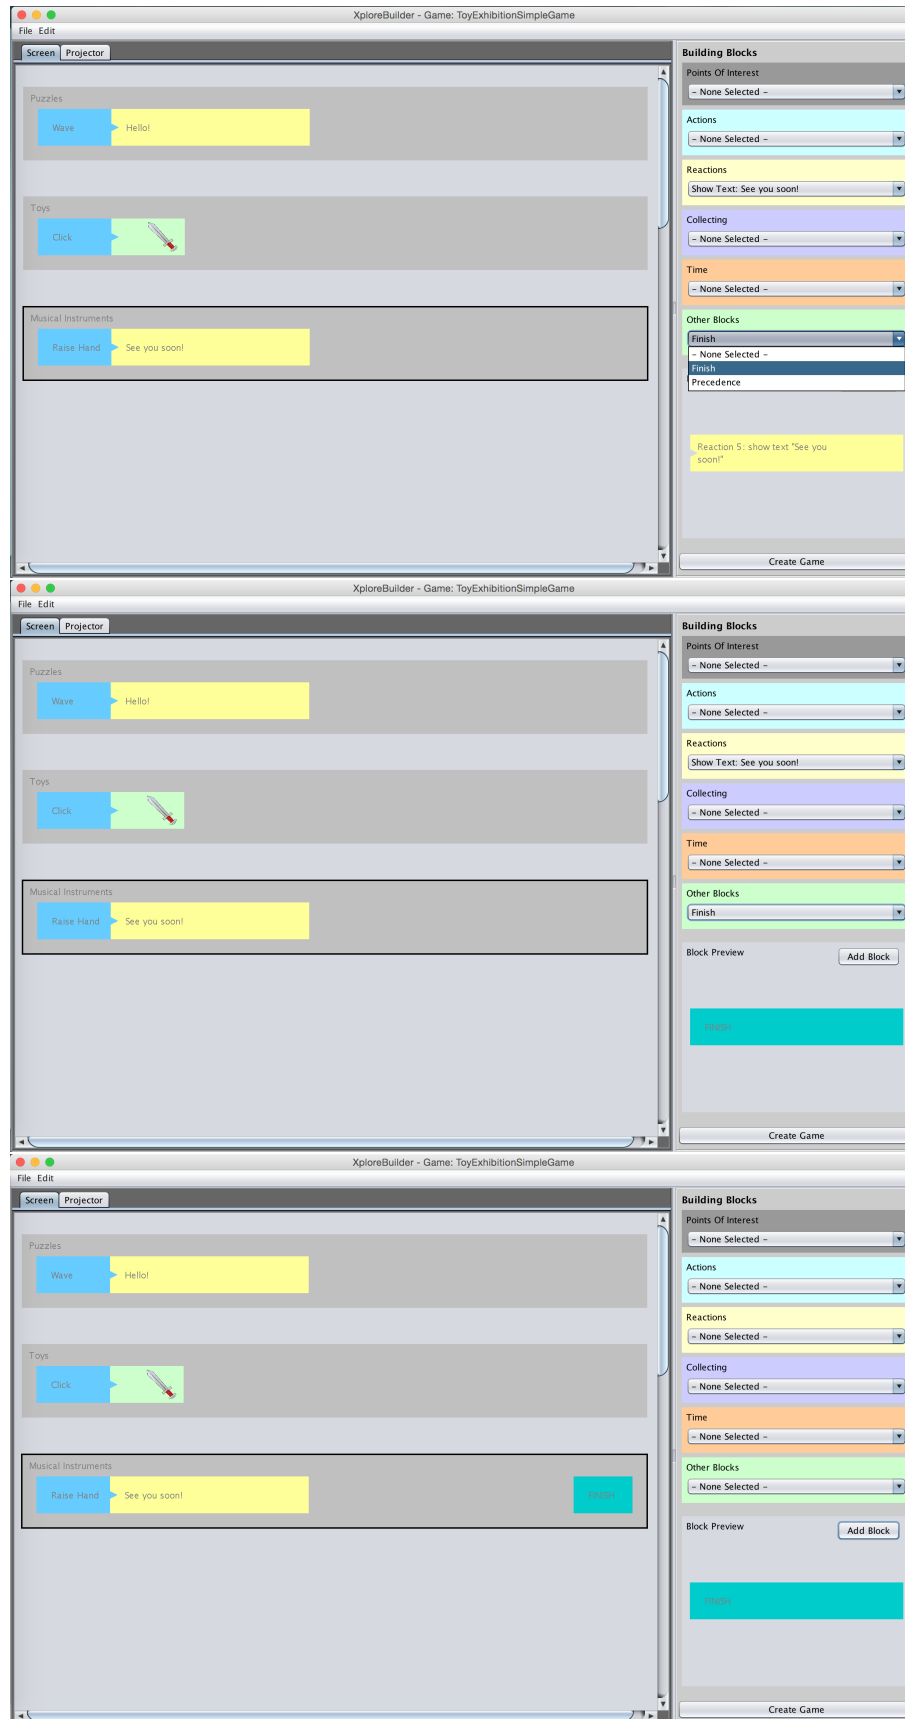 XploreBuilder - Game: ToyExhibitionSimpleGame
File Edit
Screen Projector
Puzzles
Wave Hello!
Toys
Click
Musical Instruments
Raise Hand See you soon!
Building Blocks
Points Of Interest
- None Selected -
Actions
- None Selected -
Reactions
Show Text: See you soon!
Collecting
- None Selected -
Time
- None Selected -
Other Blocks
Finish
- None Selected -
Finish
Precedence
Reaction 5: show text "See you
soon!"
Create Game
XploreBuilder - Game: ToyExhibitionSimpleGame
File Edit
Screen Projector
Puzzles
Wave Hello!
Toys
Click
Musical Instruments
Raise Hand See you soon!
Building Blocks
Points Of Interest
- None Selected -
Actions
- None Selected -
Reactions
Show Text: See you soon!
Collecting
- None Selected -
Time
- None Selected -
Other Blocks
Finish
Block Preview Add Block
FINISH
Create Game
XploreBuilder - Game: ToyExhibitionSimpleGame
File Edit
Screen Projector
Puzzles
Wave Hello!
Toys
Click
Musical Instruments
Raise Hand See you soon! FINISH
Building Blocks
Points Of Interest
- None Selected -
Actions
- None Selected -
Reactions
- None Selected -
Collecting
- None Selected -
Time
- None Selected -
Other Blocks
- None Selected -
Block Preview Add Block
FINISH
Create Game